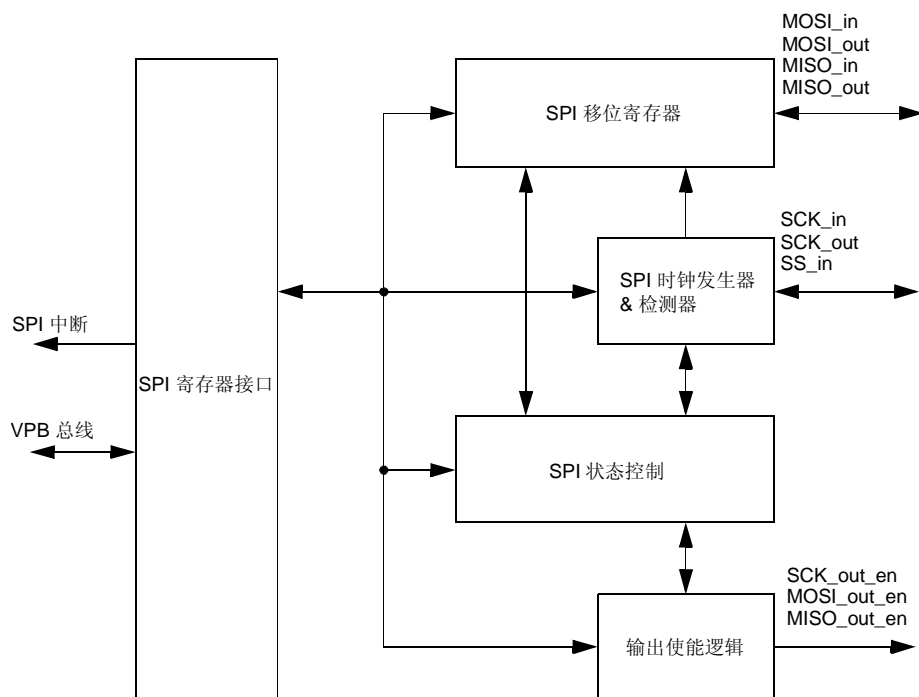 MOSI_in
MOSI_out
MISO_in
MISO_out
SPI 移位寄存器
SCK_in
SCK_out
SS_in
SPI 时钟发生器
& 检测器
SPI 中断
SPI 寄存器接口
VPB 总线
SPI 状态控制
SCK_out_en
MOSI_out_en
MISO_out_en
输出使能逻辑